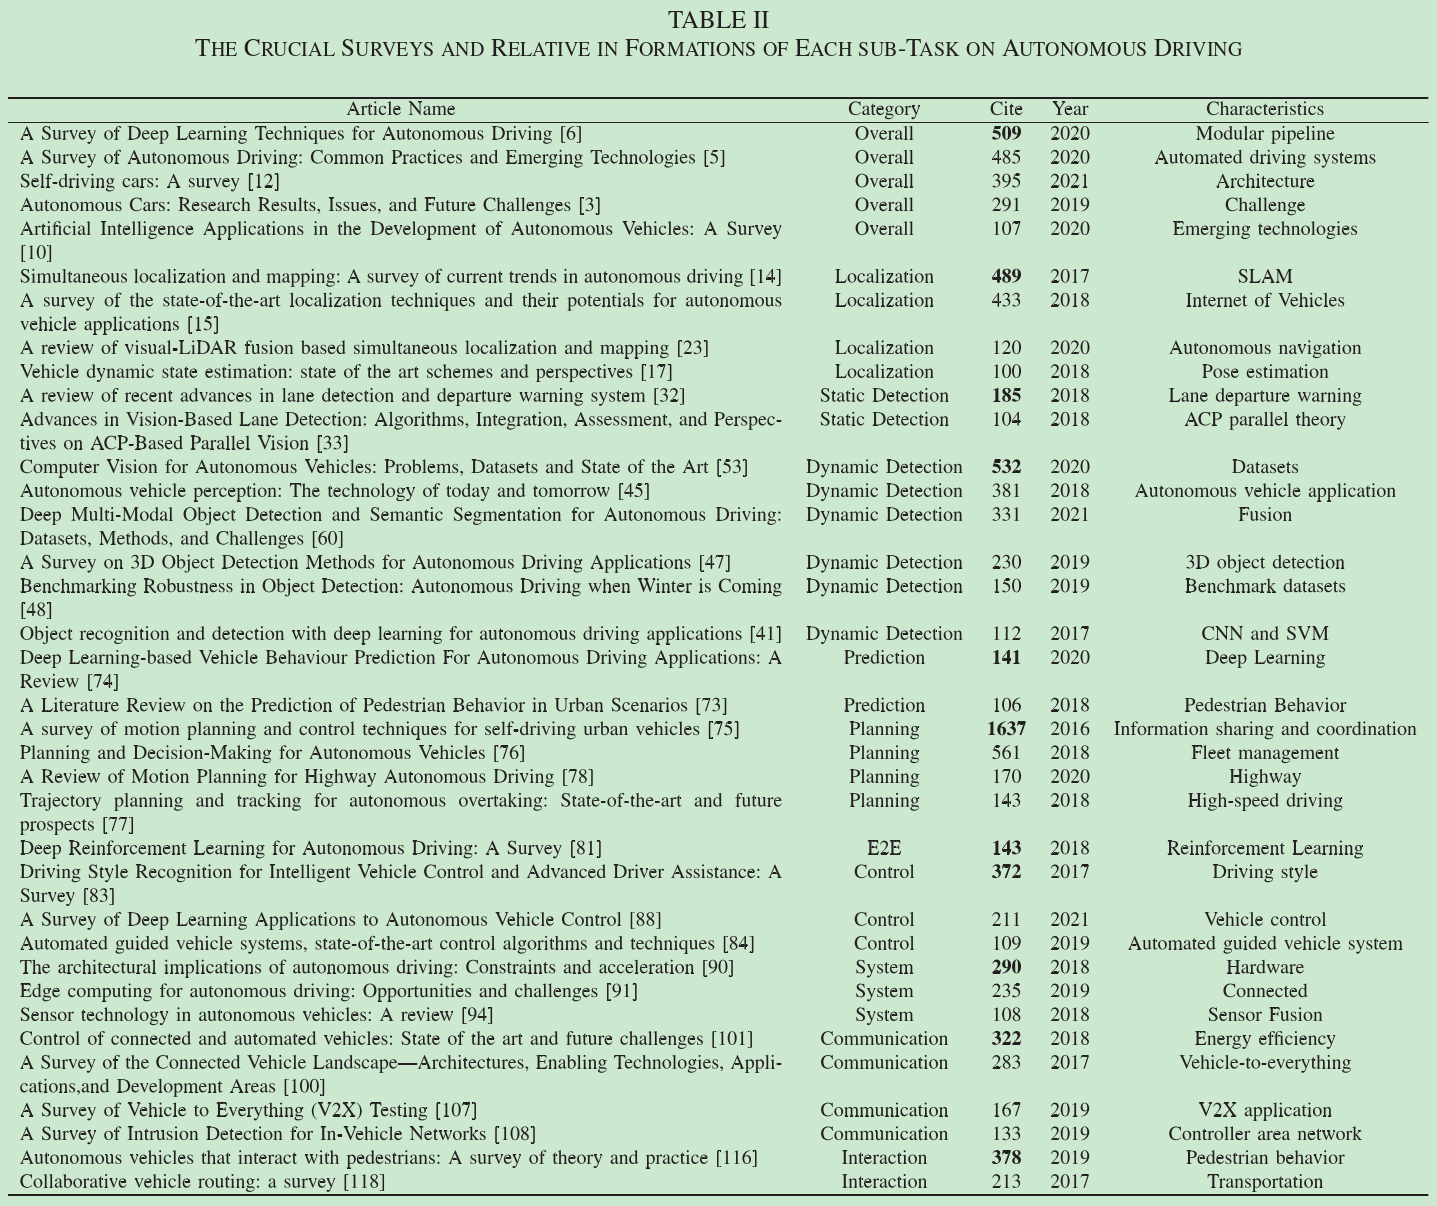 TABLE II
THE CRUCIAL SURVEYS AND RELATIVE IN FORMATIONS OF EACH SUB-TASK ON AUTONOMOUS DRIVING
Article Name Category Cite Year Characteristics
A Survey of Deep Learning Techniques for Autonomous Driving [6] Overall 509 2020 Modular pipeline
A Survey of Autonomous Driving: Common Practices and Emerging Technologies [5] Overall 485 2020 Automated driving systems
Self-driving cars: A survey [12] Overall 395 2021 Architecture
Autonomous Cars: Research Results, Issues, and Future Challenges [3] Overall 291 2019 Challenge
Artificial Intelligence Applications in the Development of Autonomous Vehicles: A Survey Overall 107 2020 Emerging technologies
[10]
Simultaneous localization and mapping: A survey of current trends in autonomous driving [14] Localization 489 2017 SLAM
A survey of the state-of-the-art localization techniques and their potentials for autonomous Localization 433 2018 Internet of Vehicles
vehicle applications [15]
A review of visual-LiDAR fusion based simultaneous localization and mapping [23] Localization 120 2020 Autonomous navigation
Vehicle dynamic state estimation: state of the art schemes and perspectives [17] Localization 100 2018 Pose estimation
A review of recent advances in lane detection and departure warning system [32] Static Detection 185 2018 Lane departure warning
Advances in Vision-Based Lane Detection: Algorithms, Integration, Assessment, and Perspec- Static Detection 104 2018 ACP parallel theory
tives on ACP-Based Parallel Vision [33]
Computer Vision for Autonomous Vehicles: Problems, Datasets and State of the Art [53] Dynamic Detection 532 2020 Datasets
Autonomous vehicle perception: The technology of today and tomorrow [45] Dynamic Detection 381 2018 Autonomous vehicle application
Deep Multi-Modal Object Detection and Semantic Segmentation for Autonomous Driving: Dynamic Detection 331 2021 Fusion
Datasets, Methods, and Challenges [60]
A Survey on 3D Object Detection Methods for Autonomous Driving Applications [47] Dynamic Detection 230 2019 3D object detection
Benchmarking Robustness in Object Detection: Autonomous Driving when Winter is Coming Dynamic Detection 150 2019 Benchmark datasets
[48]
Object recognition and detection with deep learning for autonomous driving applications [41] Dynamic Detection 112 2017 CNN and SVM
Deep Learning-based Vehicle Behaviour Prediction For Autonomous Driving Applications: A Prediction 141 2020 Deep Learning
Review [74]
A Literature Review on the Prediction of Pedestrian Behavior in Urban Scenarios [73] Prediction 106 2018 Pedestrian Behavior
A survey of motion planning and control techniques for self-driving urban vehicles [75] Planning 1637 2016 Information sharing and coordination
Planning and Decision-Making for Autonomous Vehicles [76] Planning 561 2018 Fleet management
A Review of Motion Planning for Highway Autonomous Driving [78] Planning 170 2020 Highway
Trajectory planning and tracking for autonomous overtaking: State-of-the-art and future Planning 143 2018 High-speed driving
prospects [77]
Deep Reinforcement Learning for Autonomous Driving: A Survey [81] E2E 143 2018 Reinforcement Learning
Driving Style Recognition for Intelligent Vehicle Control and Advanced Driver Assistance: A Control 372 2017 Driving style
Survey [83]
A Survey of Deep Learning Applications to Autonomous Vehicle Control [88] Control 211 2021 Vehicle control
Automated guided vehicle systems, state-of-the-art control algorithms and techniques [84] Control 109 2019 Automated guided vehicle system
The architectural implications of autonomous driving: Constraints and acceleration [90] System 290 2018 Hardware
Edge computing for autonomous driving: Opportunities and challenges [91] System 235 2019 Connected
Sensor technology in autonomous vehicles: A review [94] System 108 2018 Sensor Fusion
Control of connected and automated vehicles: State of the art and future challenges [101] Communication 322 2018 Energy efficiency
A Survey of the Connected Vehicle Landscape—Architectures, Enabling Technologies, Appli- Communication 283 2017 Vehicle-to-everything
cations,and Development Areas [100]
A Survey of Vehicle to Everything (V2X) Testing [107] Communication 167 2019 V2X application
A Survey of Intrusion Detection for In-Vehicle Networks [108] Communication 133 2019 Controller area network
Autonomous vehicles that interact with pedestrians: A survey of theory and practice [116] Interaction 378 2019 Pedestrian behavior
Collaborative vehicle routing: a survey [118] Interaction 213 2017 Transportation